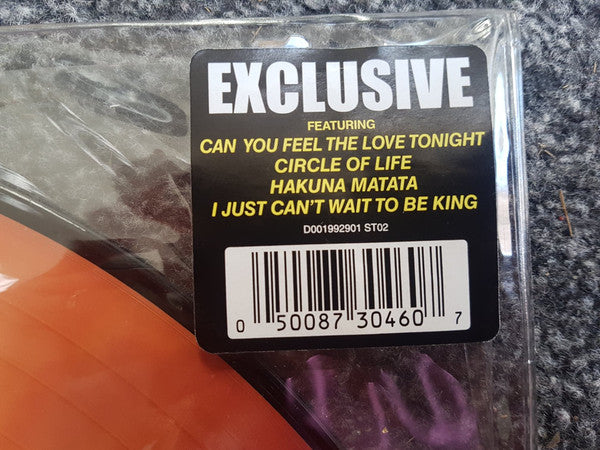 EXCLUSIVE
FEATURING
CAN YOU FEEL THE LOVE TONIGHT
CIRCLE OF LIFE
HAKUNA MATATA
I JUST CAN'T WAIT TO BE KING
D001992901 ST02
0 50087 30460 7